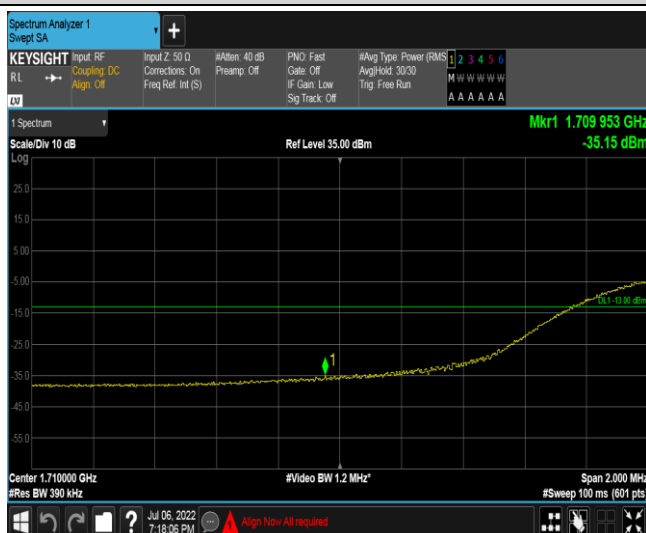 Spectrum Analyzer 1
Swept SA
KEYSIGHT
RL
LXI
Input: RF
Coupling: DC
Align: Off
Input Z: 50 Ω
Corrections: On
Freq Ref: Int (S)
#Atten: 40 dB
Preamp: Off
PNO: Fast
Gate: Off
IF Gain: Low
Sig Track: Off
#Avg Type: Power (RMS
Avg|Hold: 30/30
Trig: Free Run
1 2 3 4 5 6
M W W W W W
A A A A A A
1 Spectrum
Mkr1 1.709 953 GHz
Scale/Div 10 dB
Ref Level 35.00 dBm
-35.15 dBm
Log
25.0
15.0
5.00
-5.00
DL1 -13.00 dBm
-15.0
-25.0
1
-35.0
-45.0
-55.0
Center 1.710000 GHz
#Video BW 1.2 MHz*
Span 2.000 MHz
#Res BW 390 kHz
#Sweep 100 ms (601 pts)
?
Jul 06, 2022
7:18:06 PM
Align Now All required